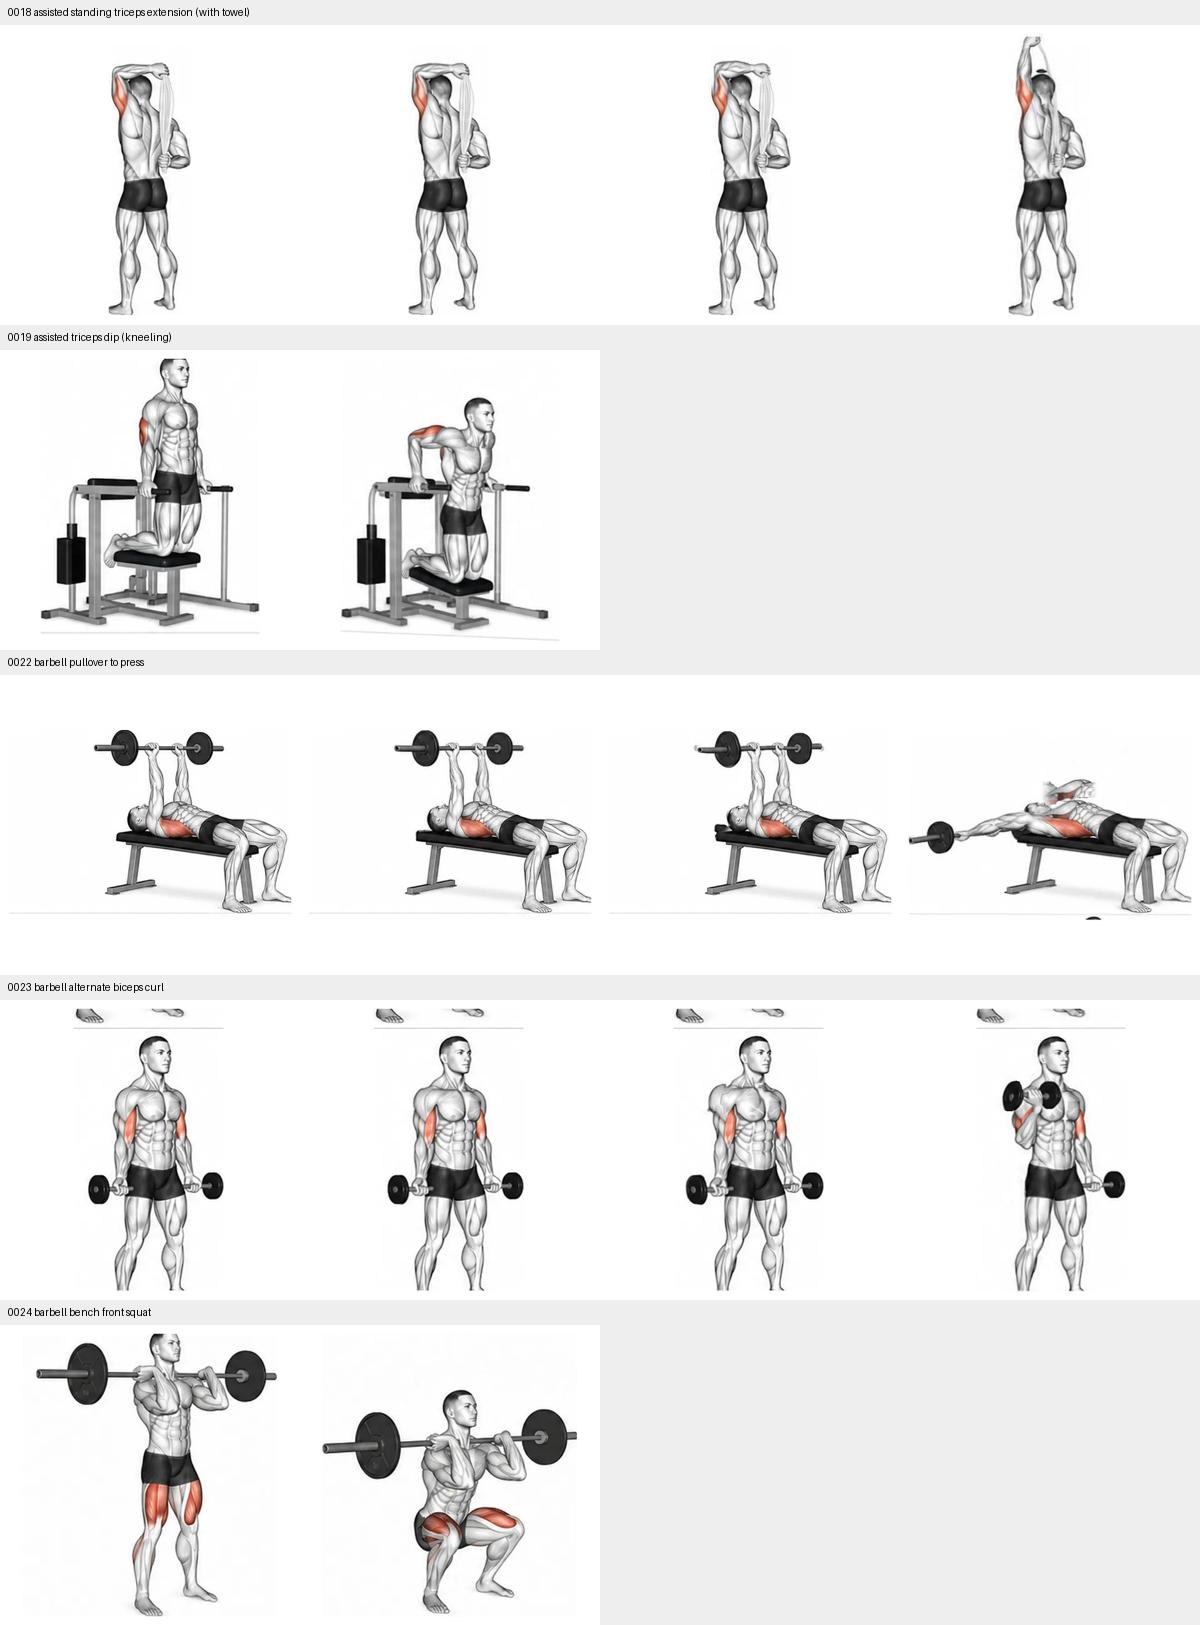 0018 assisted standing triceps extension (with towel)
0019 assisted triceps dip (kneeling)
0022 barbell pullover to press
0023 barbell alternate biceps curl
0024 barbell bench front squat